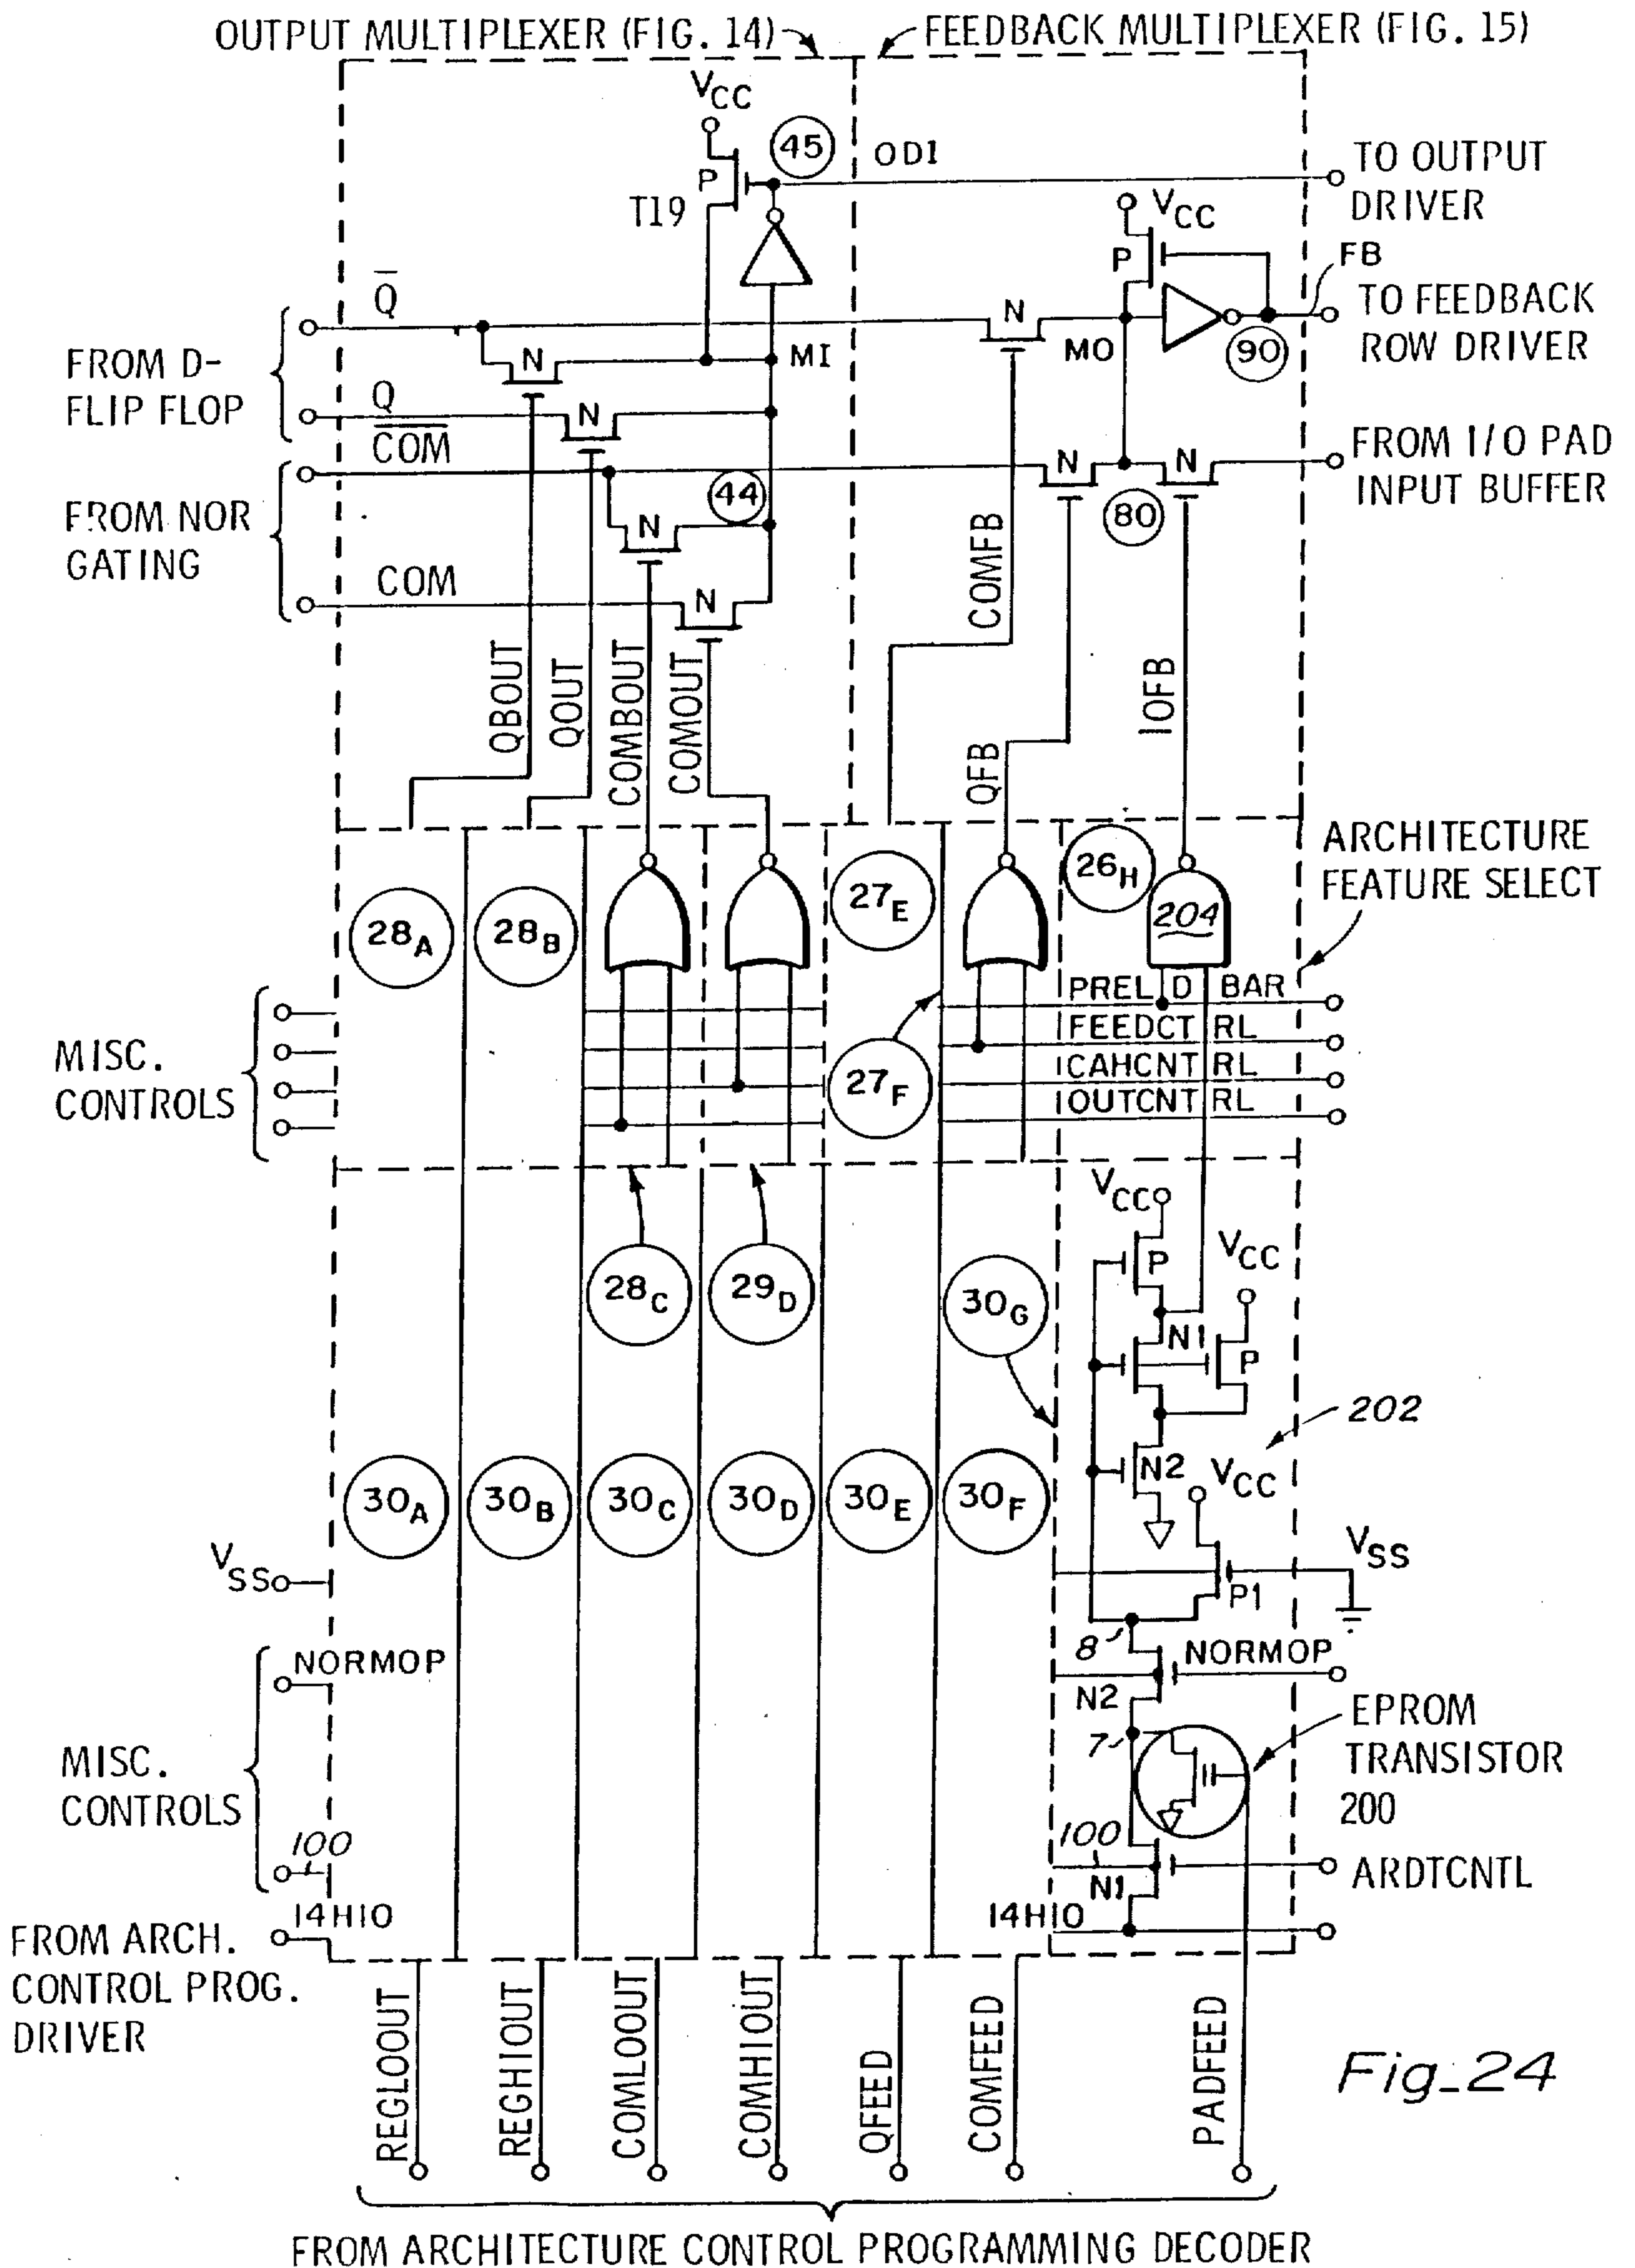 OUTPUT MULTIPLEXER (FIG. 14)
FEEDBACK MULTIPLEXER (FIG. 15)
VCC
45
OD1
TO OUTPUT
DRIVER
P
T19
VCC
P
FB
TO FEEDBACK
ROW DRIVER
Q̅
N
MO
90
FROM D-
FLIP FLOP
N
MI
Q
N
C̅O̅M̅
FROM I/O PAD
INPUT BUFFER
N
N
44
80
FROM NOR
GATING
N
COM
N
COMFB
QBOUT
QOUT
COMBOUT
COMOUT
QFB
IOFB
ARCHITECTURE
FEATURE SELECT
28A
28B
27E
26H
204
PRELD BAR
FEEDCTRL
CAHCNTRL
OUTCNTRL
MISC.
CONTROLS
27F
VCC
P
VCC
28C
29D
30G
N1
P
202
30A
30B
30C
30D
30E
30F
N2
VCC
VSS
VSS
P1
8
NORMOP
NORMOP
N2
EPROM
TRANSISTOR
200
7
MISC.
CONTROLS
100
100
ARDTCNTL
N1
14HIO
14HIO
FROM ARCH.
CONTROL PROG.
DRIVER
REGLOOUT
REGHIOUT
COMLOOUT
COMHIOUT
QFEED
COMFEED
PADFEED
Fig_24
FROM ARCHITECTURE CONTROL PROGRAMMING DECODER